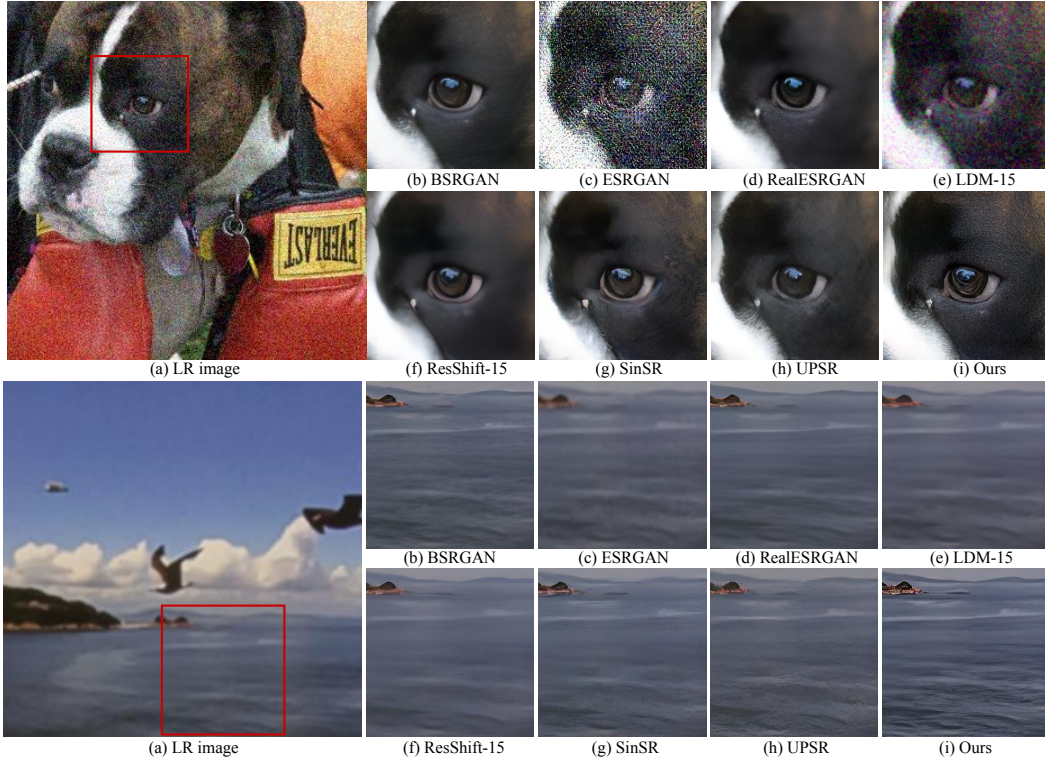 EVERLAST
(b) BSRGAN
(c) ESRGAN
(d) RealESRGAN
(e) LDM-15
(a) LR image
(f) ResShift-15
(g) SinSR
(h) UPSR
(i) Ours
(b) BSRGAN
(c) ESRGAN
(d) RealESRGAN
(e) LDM-15
(a) LR image
(f) ResShift-15
(g) SinSR
(h) UPSR
(i) Ours